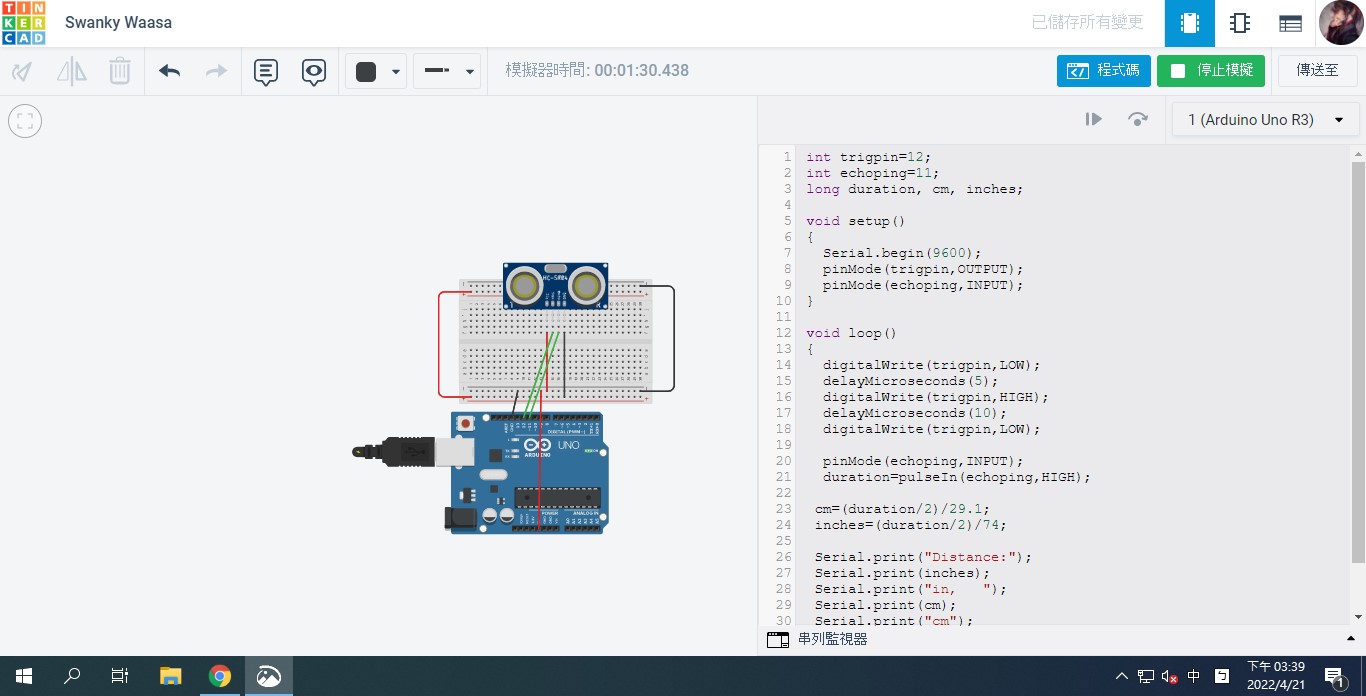 TIN
KER
CAD
Swanky Waasa
已儲存所有變更
模擬器時間: 00:01:30.438
程式碼
停止模擬
傳送至
1 (Arduino Uno R3)
1 int trigpin=12;
2 int echoping=11;
3 long duration, cm, inches;
4
5 void setup()
6 {
7 Serial.begin(9600);
8 pinMode(trigpin,OUTPUT);
9 pinMode(echoping,INPUT);
10 }
11
12 void loop()
13 {
14 digitalWrite(trigpin,LOW);
15 delayMicroseconds(5);
16 digitalWrite(trigpin,HIGH);
17 delayMicroseconds(10);
18 digitalWrite(trigpin,LOW);
19
20 pinMode(echoping,INPUT);
21 duration=pulseIn(echoping,HIGH);
22
23 cm=(duration/2)/29.1;
24 inches=(duration/2)/74;
25
26 Serial.print("Distance:");
27 Serial.print(inches);
28 Serial.print("in,   ");
29 Serial.print(cm);
30 Serial.print("cm");
HC-SR04
DIGITAL (PWM~)
UNO
ARDUINO
POWER
ANALOG IN
串列監視器
中
下午 03:39
2022/4/21
1